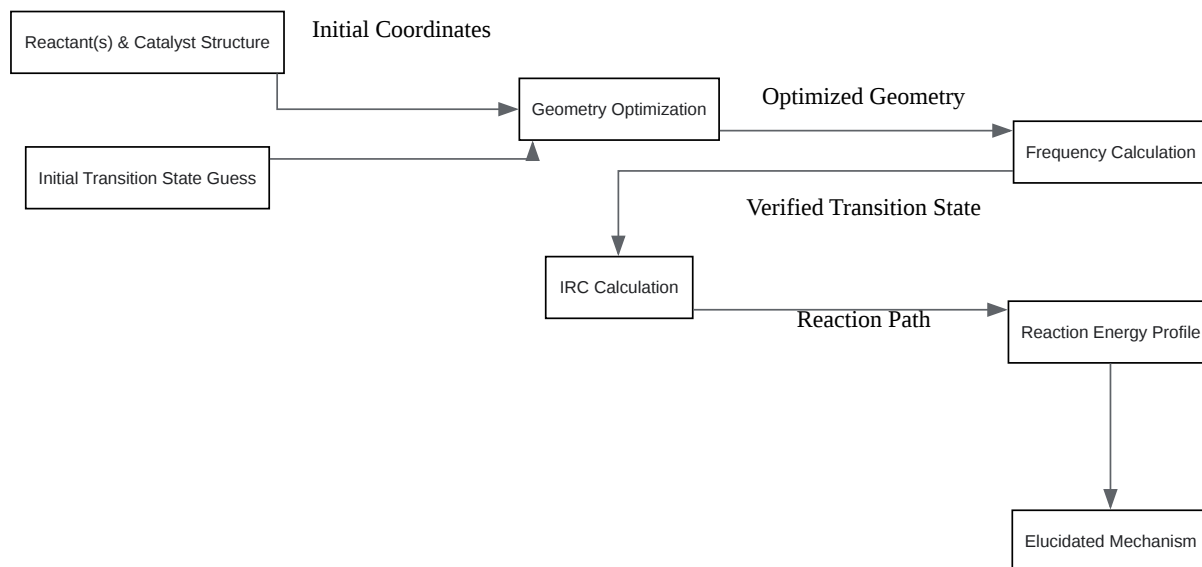 Reactant(s) & Catalyst Structure
Initial Coordinates
Geometry Optimization
Optimized Geometry
Initial Transition State Guess
Frequency Calculation
Verified Transition State
IRC Calculation
Reaction Path
Reaction Energy Profile
Elucidated Mechanism